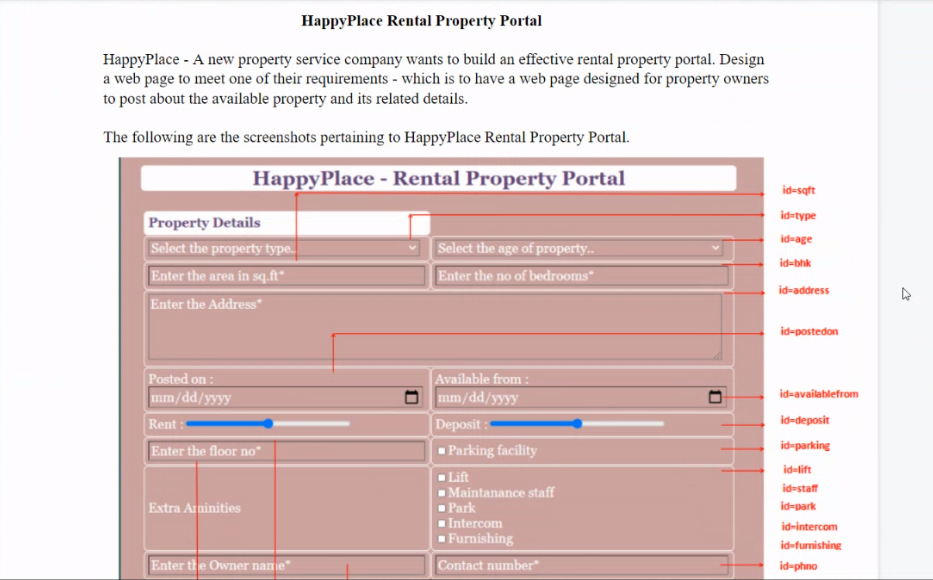 HappyPlace Rental Property Portal
HappyPlace - A new property service company wants to build an effective rental property portal. Design
a web page to meet one of their requirements - which is to have a web page designed for property owners
to post about the available property and its related details.
The following are the screenshots pertaining to HappyPlace Rental Property Portal.
HappyPlace - Rental Property Portal
id=sqft
Property Details
id=type
Select the property type..
Select the age of property..
id=age
Enter the area in sq.ft*
Enter the no of bedrooms*
id=bhk
Enter the Address*
id=address
id=postedon
Posted on :
Available from :
mm/dd/yyyy
mm/dd/yyyy
id=availablefrom
Rent :
Deposit :
id=deposit
Enter the floor no*
Parking facility
id=parking
Extra Aminities
Lift
id=lift
Maintanance staff
id=staff
Park
id=park
Intercom
id=intercom
Furnishing
id=furnishing
Enter the Owner name*
Contact number*
id=phno